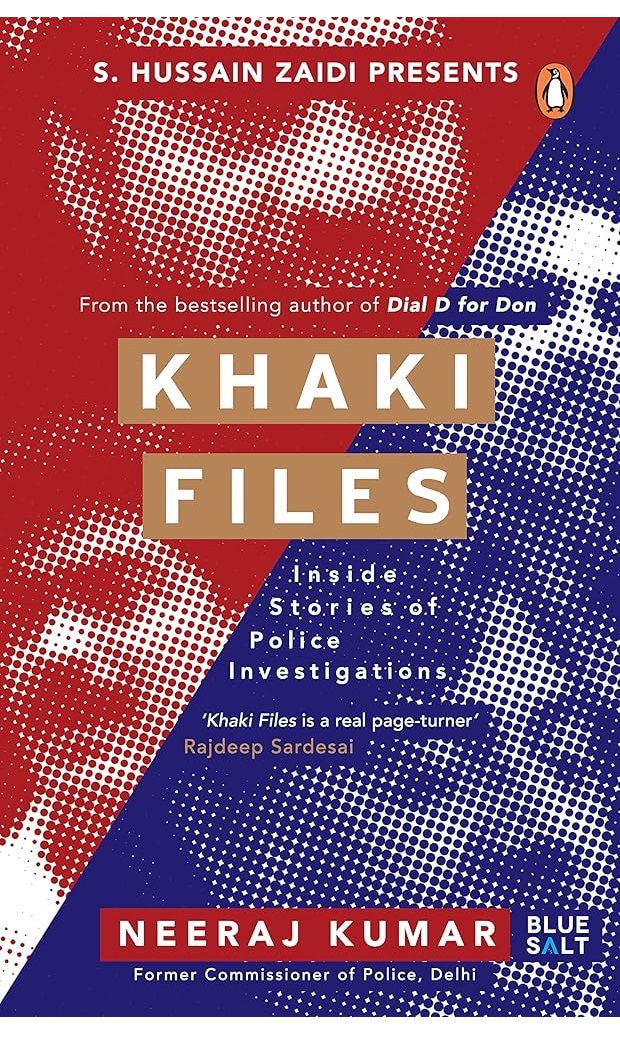 S. HUSSAIN ZAIDI PRESENTS
From the bestselling author of Dial D for Don
KHAKI
FILES
Inside
Stories of
Police
Investigations
'Khaki Files is a real page-turner'
Rajdeep Sardesai
NEERAJ KUMAR
Former Commissioner of Police, Delhi
BLUE
SALT